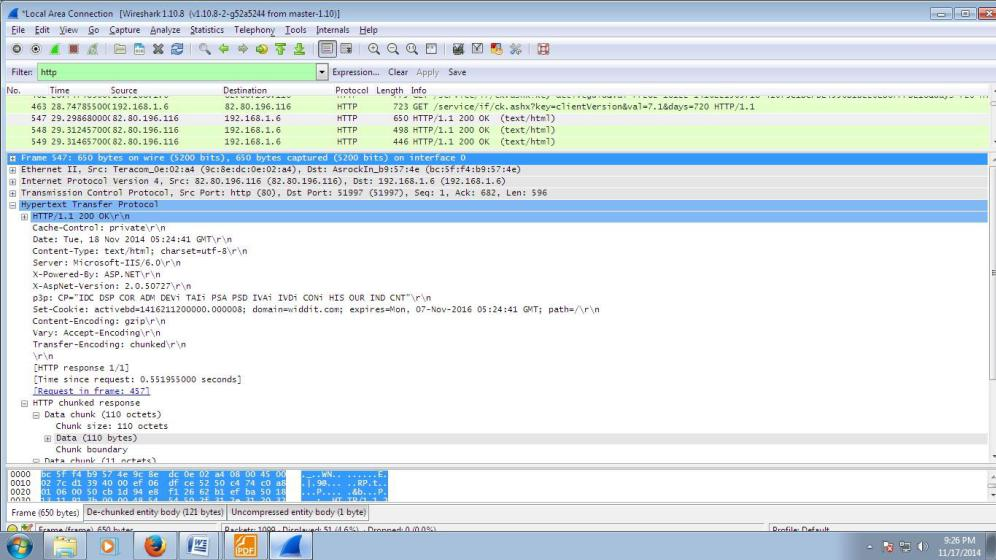 *Local Area Connection   [Wireshark 1.10.8  (v1.10.8-2-g52a5244 from master-1.10)]
File Edit View Go Capture Analyze Statistics Telephony Tools Internals Help
Filter: http Expression... Clear Apply Save
No. Time Source Destination Protocol Length Info
463 28.74785500( 192.168.1.6 82.80.196.116 HTTP 723 GET /service/if/ck.ashx?key=clientVersion&val=7.1&days=720 HTTP/1.1
547 29.29868000( 82.80.196.116 192.168.1.6 HTTP 650 HTTP/1.1 200 OK  (text/html)
548 29.31245700( 82.80.196.116 192.168.1.6 HTTP 498 HTTP/1.1 200 OK  (text/html)
549 29.31465700( 82.80.196.116 192.168.1.6 HTTP 446 HTTP/1.1 200 OK  (text/html)
Frame 547: 650 bytes on wire (5200 bits), 650 bytes captured (5200 bits) on interface 0
Ethernet II, Src: Teracom_0e:02:a4 (9c:8e:dc:0e:02:a4), Dst: AsrockIn_b9:57:4e (bc:5f:f4:b9:57:4e)
Internet Protocol Version 4, Src: 82.80.196.116 (82.80.196.116), Dst: 192.168.1.6 (192.168.1.6)
Transmission Control Protocol, Src Port: http (80), Dst Port: 51997 (51997), Seq: 1, Ack: 682, Len: 596
Hypertext Transfer Protocol
HTTP/1.1 200 OK\r\n
Cache-Control: private\r\n
Date: Tue, 18 Nov 2014 05:24:41 GMT\r\n
Content-Type: text/html; charset=utf-8\r\n
Server: Microsoft-IIS/6.0\r\n
X-Powered-By: ASP.NET\r\n
X-AspNet-Version: 2.0.50727\r\n
p3p: CP="IDC DSP COR ADM DEVi TAIi PSA PSD IVAi IVDi CONi HIS OUR IND CNT"\r\n
Set-Cookie: activebd=1416211200000.000008; domain=widdit.com; expires=Mon, 07-Nov-2016 05:24:41 GMT; path=/\r\n
Content-Encoding: gzip\r\n
Vary: Accept-Encoding\r\n
Transfer-Encoding: chunked\r\n
\r\n
[HTTP response 1/1]
[Time since request: 0.551955000 seconds]
[Request in frame: 457]
HTTP chunked response
Data chunk (110 octets)
Chunk size: 110 octets
Data (110 bytes)
Chunk boundary
Data chunk (11 octets)
0000 bc 5f f4 b9 57 4e 9c 8e dc 0e 02 a4 08 00 45 00 ._..WN.. ......E.
0010 02 7c d1 39 40 00 ef 06 df ce 52 50 c4 74 c0 a8 .|.9@... ..RP.t..
0020 01 06 00 50 cb 1d 94 e8 f1 26 62 b1 ef ba 50 18 ...P.... .&b...P.
Frame (650 bytes) De-chunked entity body (121 bytes) Uncompressed entity body (1 byte)
Frame (frame), 650 bytes Packets: 1099 · Displayed: 51 (4.6%) · Dropped: 0 (0.0%) Profile: Default
PDF
9:26 PM
11/17/2014